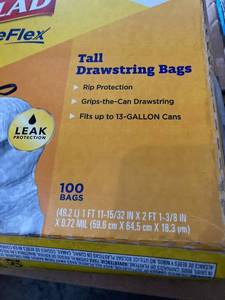 LAD
eFlex
Tall
Drawstring Bags
Rip Protection
Grips-the-Can Drawstring
Fits up to 13-GALLON Cans
LEAK
PROTECTION
100
BAGS
(49.2 L) 1 FT 11-15/32 IN X 2 FT 1-3/8 IN
X 0.72 MIL (59.6 cm X 64.5 cm X 18.3 µm)